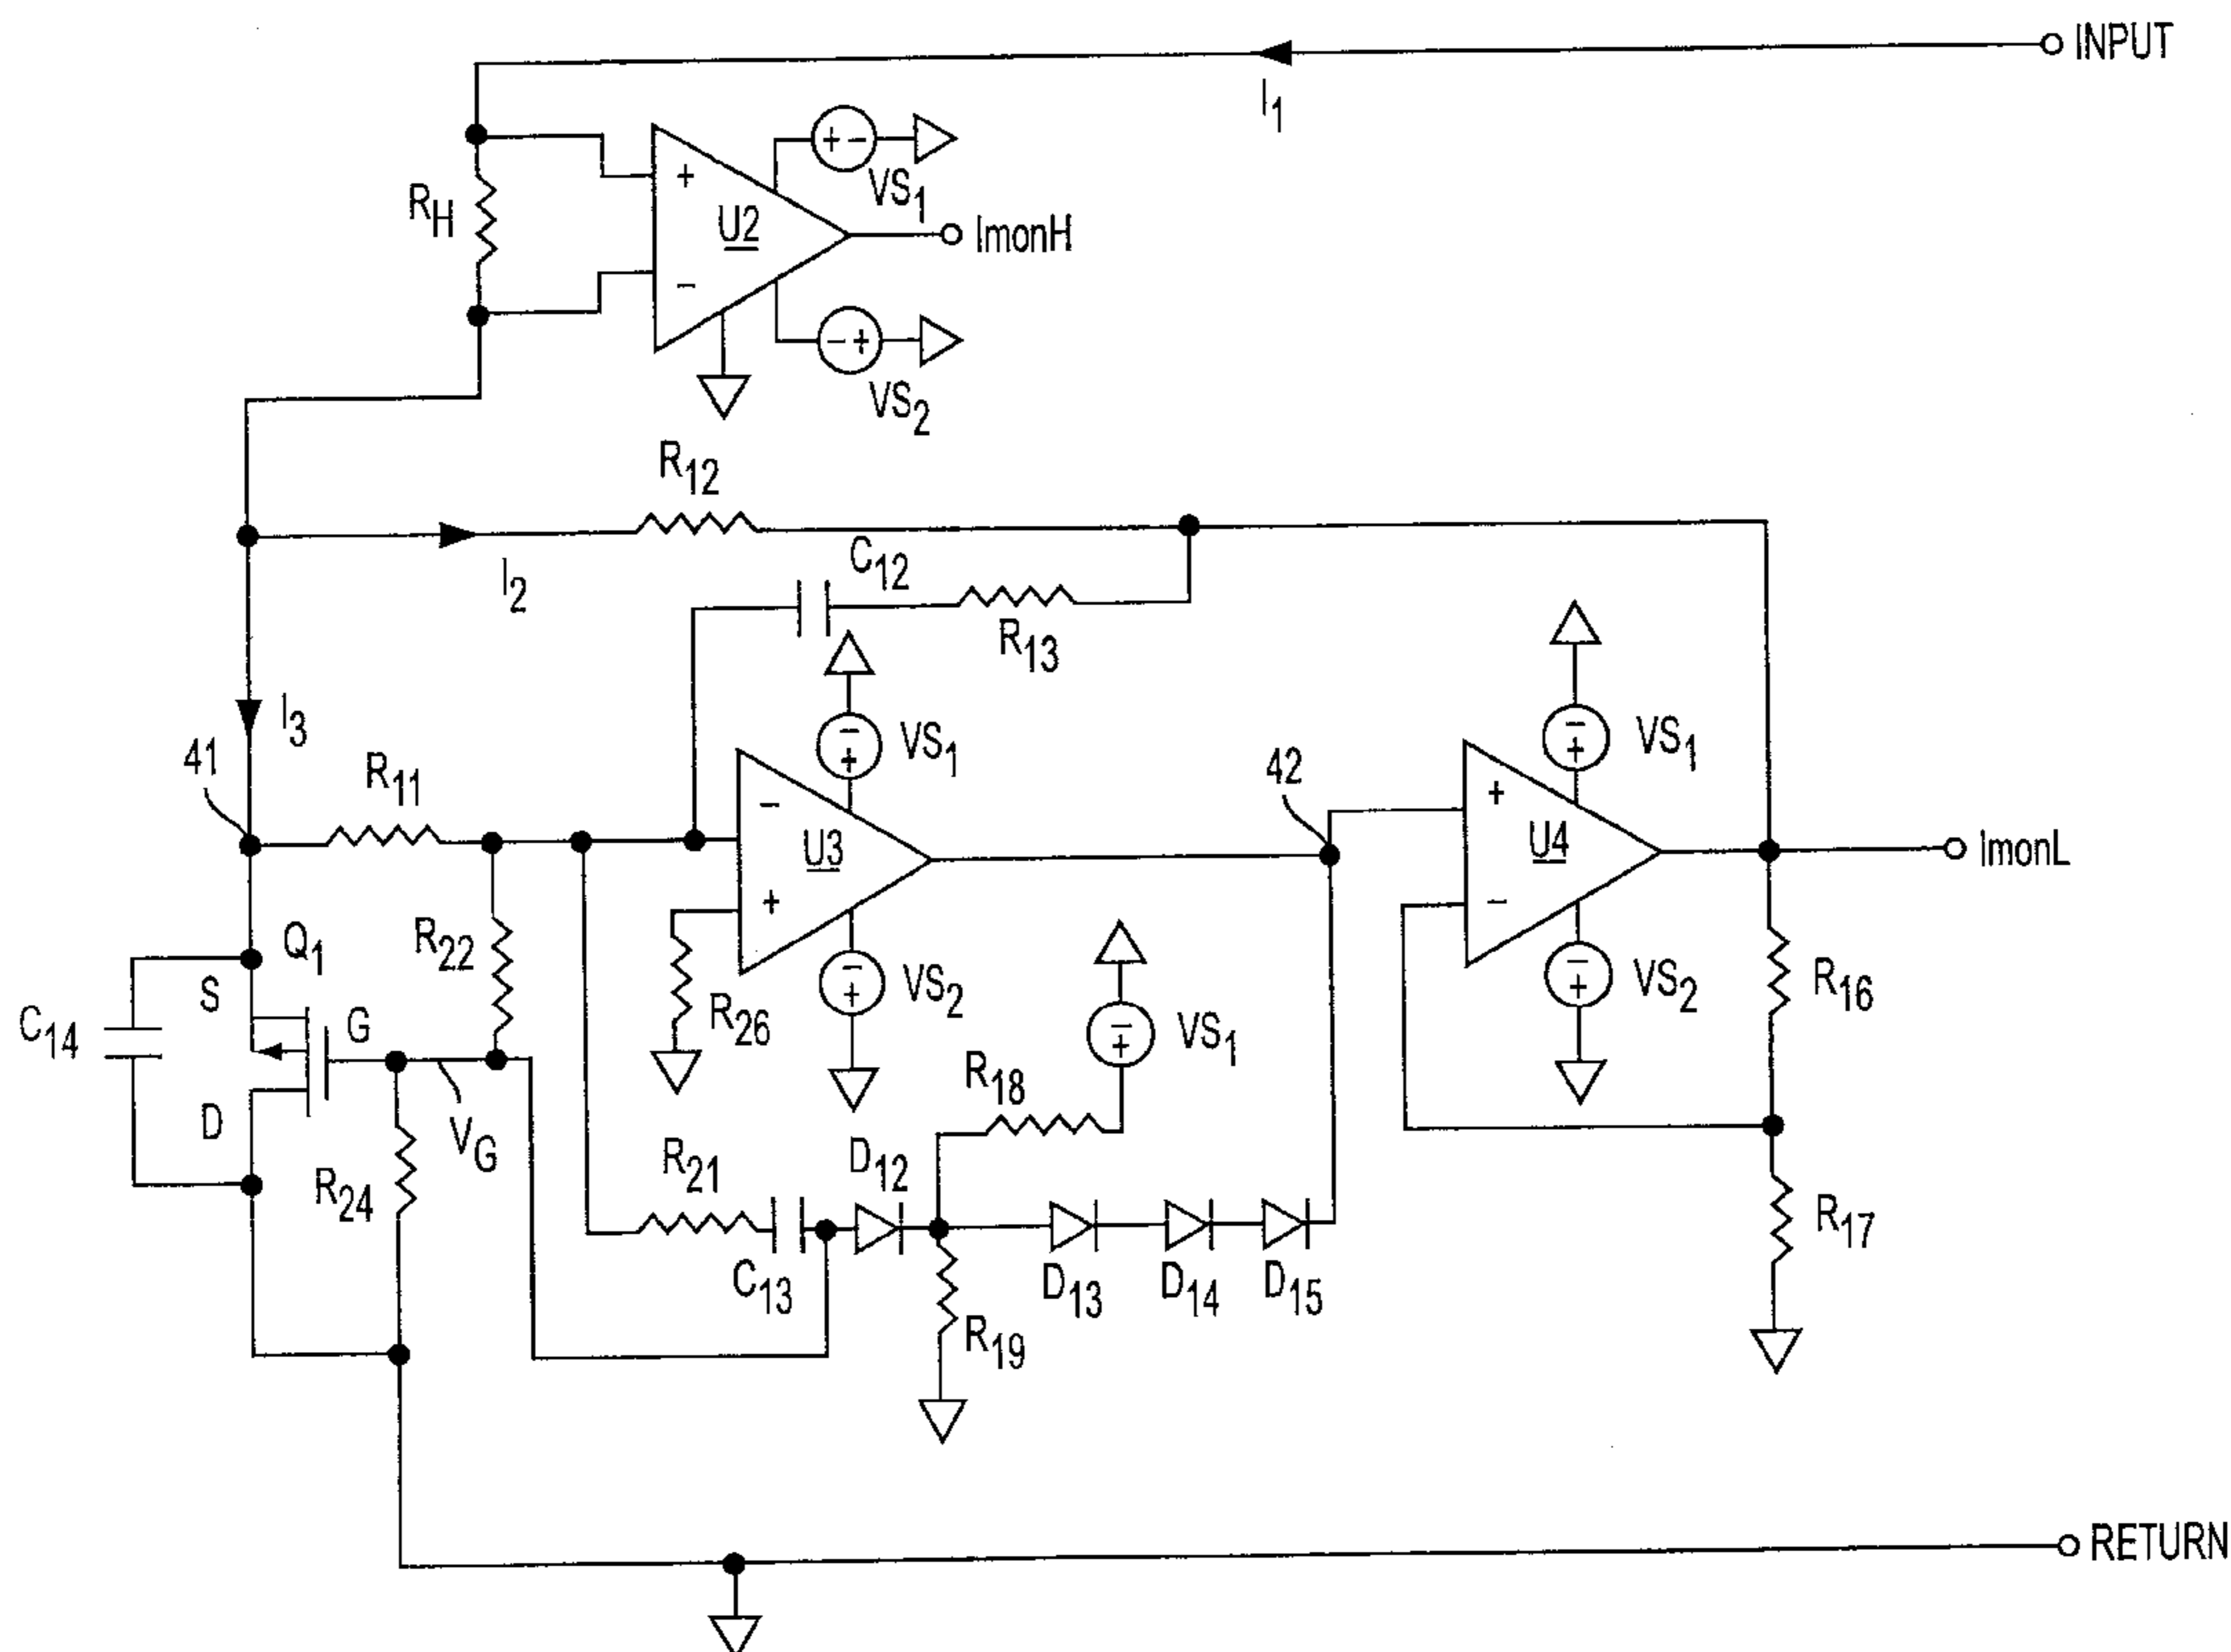 INPUT
I1
+ -
VS1
RH
+
U2
-
ImonH
- +
VS2
R12
C12
I2
R13
I3
-
+
VS1
-
+
VS1
41
R11
42
-
U3
+
+
U4
-
ImonL
R22
Q1
S
G
C14
D
VG
R24
R26
-
+
VS2
-
+
VS1
-
+
VS2
R16
R18
R21
D12
C13
D13
D14
D15
R19
R17
RETURN